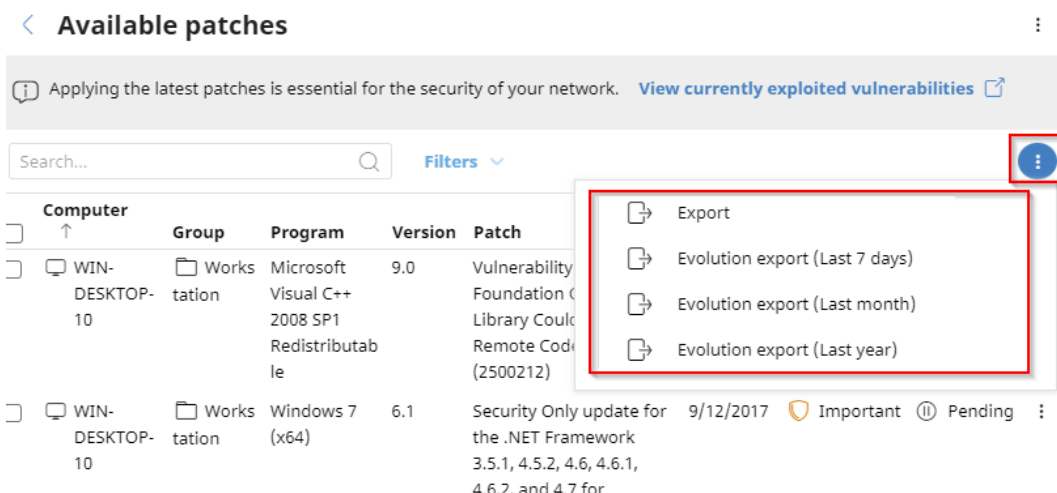 Available patches
Applying the latest patches is essential for the security of your network. View currently exploited vulnerabilities
Search...
Filters
Export
Evolution export (Last 7 days)
Evolution export (Last month)
Evolution export (Last year)
Computer
Group Program Version Patch
WIN- Works Microsoft 9.0 Vulnerability
DESKTOP- tation Visual C++ Foundation
10 2008 SP1 Library
Redistributab Remote
le (2500212)
WIN- Works Windows 7 6.1 Security Only update for 9/12/2017 Important Pending
DESKTOP- tation (x64) the .NET Framework
10 3.5.1, 4.5.2, 4.6, 4.6.1,
4.6.2, and 4.7 for